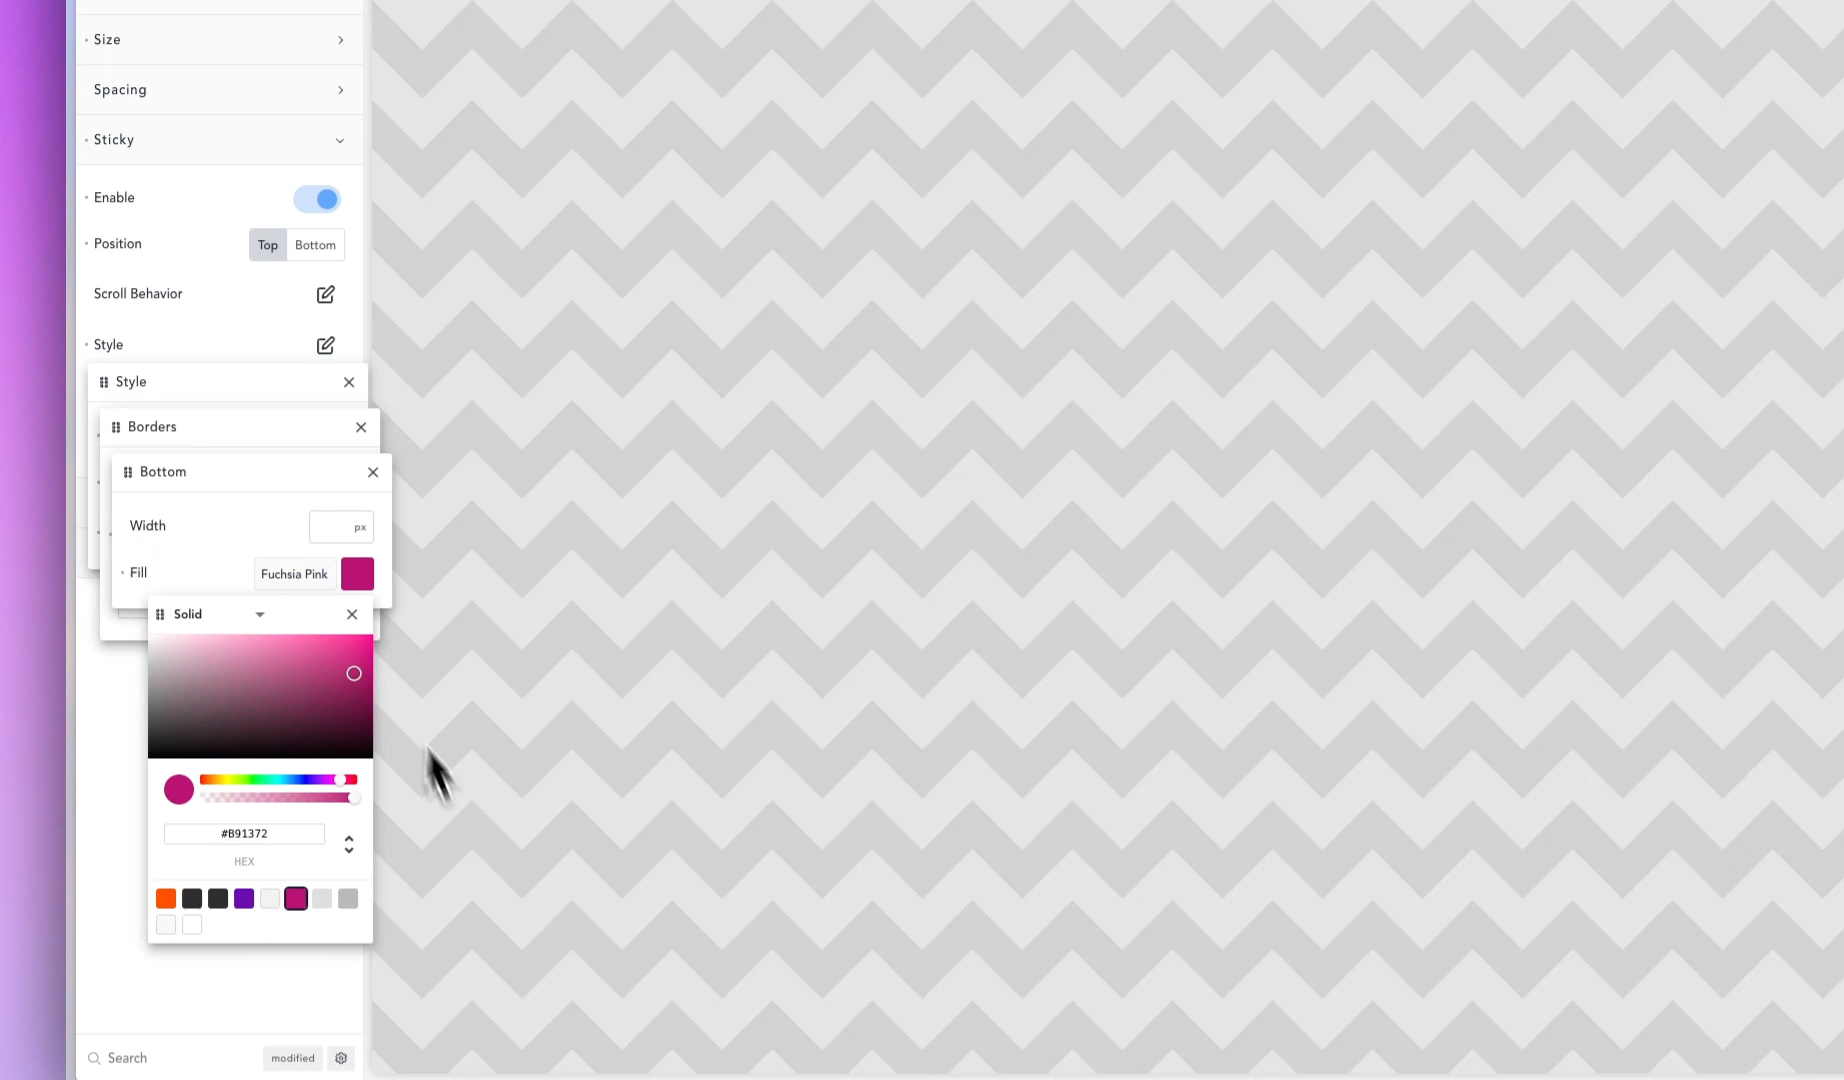 Size
Spacing
Sticky
Enable
Position Top Bottom
Scroll Behavior
Style
Style
Borders
Bottom
Width px
Fill Fuchsia Pink
Solid
#B91372
HEX
Search modified